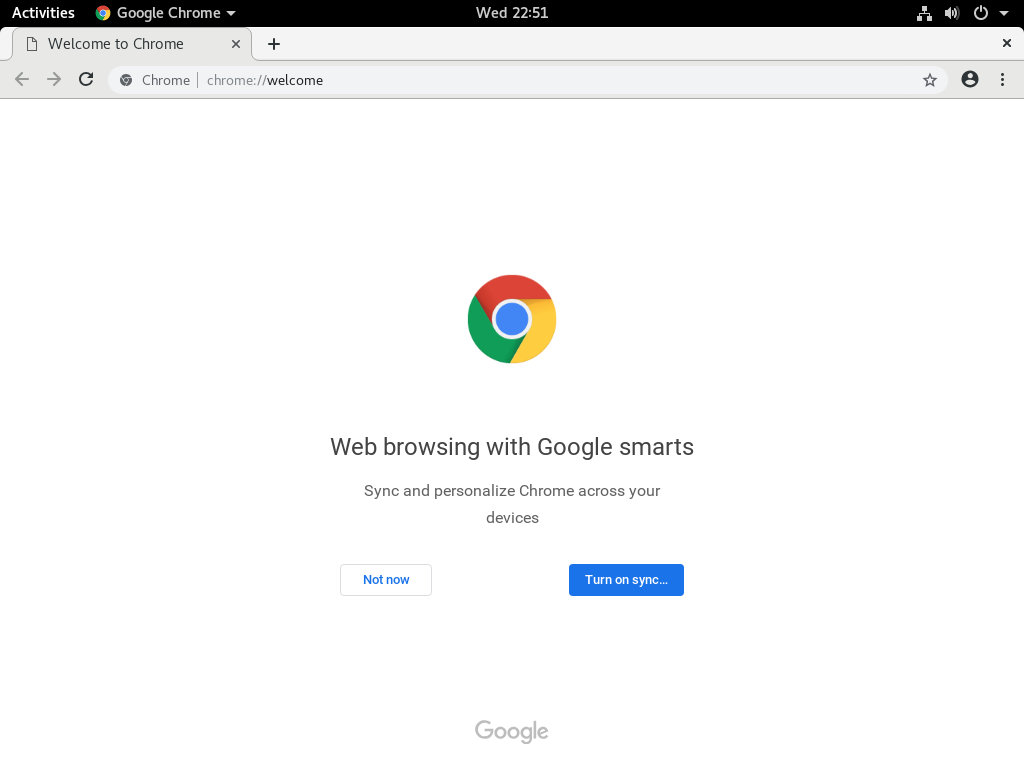 Activities Google Chrome Wed 22:51
Welcome to Chrome
Chrome chrome://welcome
Web browsing with Google smarts
Sync and personalize Chrome across your
devices
Not now Turn on sync...
Google